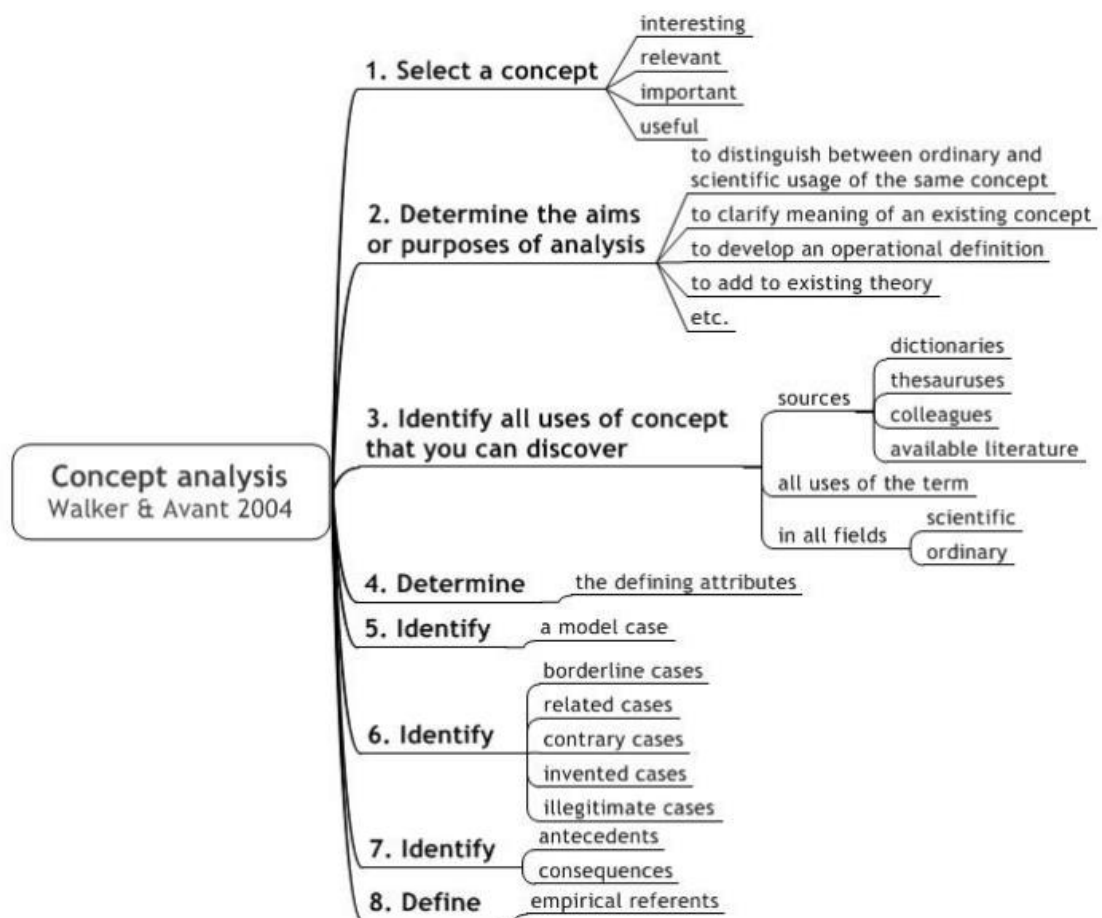 Concept analysis
Walker & Avant 2004
1. Select a concept
interesting
relevant
important
useful
2. Determine the aims
or purposes of analysis
to distinguish between ordinary and
scientific usage of the same concept
to clarify meaning of an existing concept
to develop an operational definition
to add to existing theory
etc.
3. Identify all uses of concept
that you can discover
sources
dictionaries
thesauruses
colleagues
available literature
all uses of the term
in all fields
scientific
ordinary
4. Determine
the defining attributes
5. Identify
a model case
6. Identify
borderline cases
related cases
contrary cases
invented cases
illegitimate cases
7. Identify
antecedents
consequences
8. Define
empirical referents